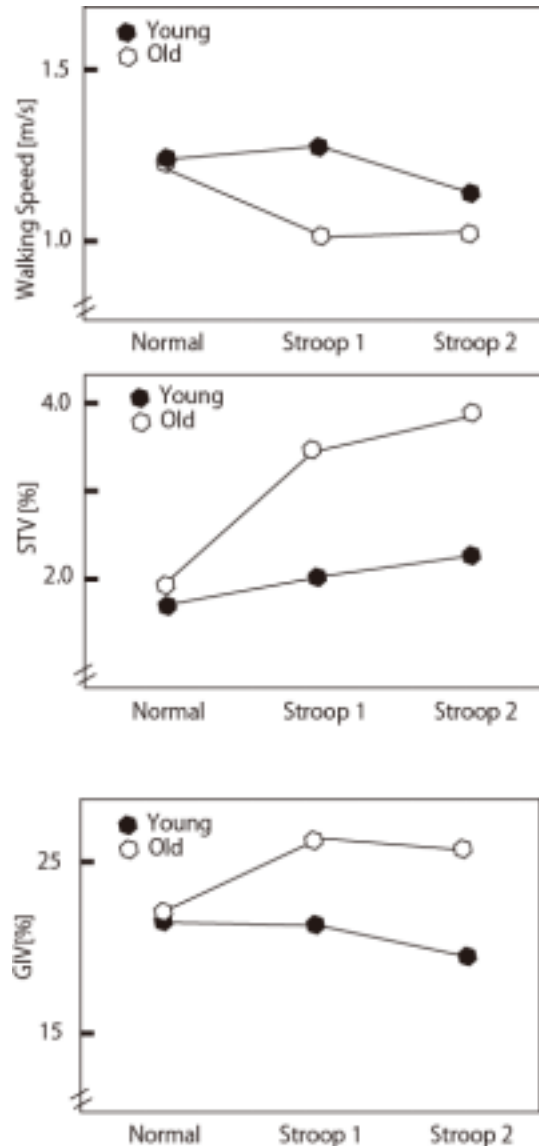 Young
Old
1.5
1.0
Walking Speed [m/s]
Normal Stroop 1 Stroop 2
Young
Old
4.0
2.0
STV [%]
Normal Stroop 1 Stroop 2
Young
Old
25
15
GIV[%]
Normal Stroop 1 Stroop 2